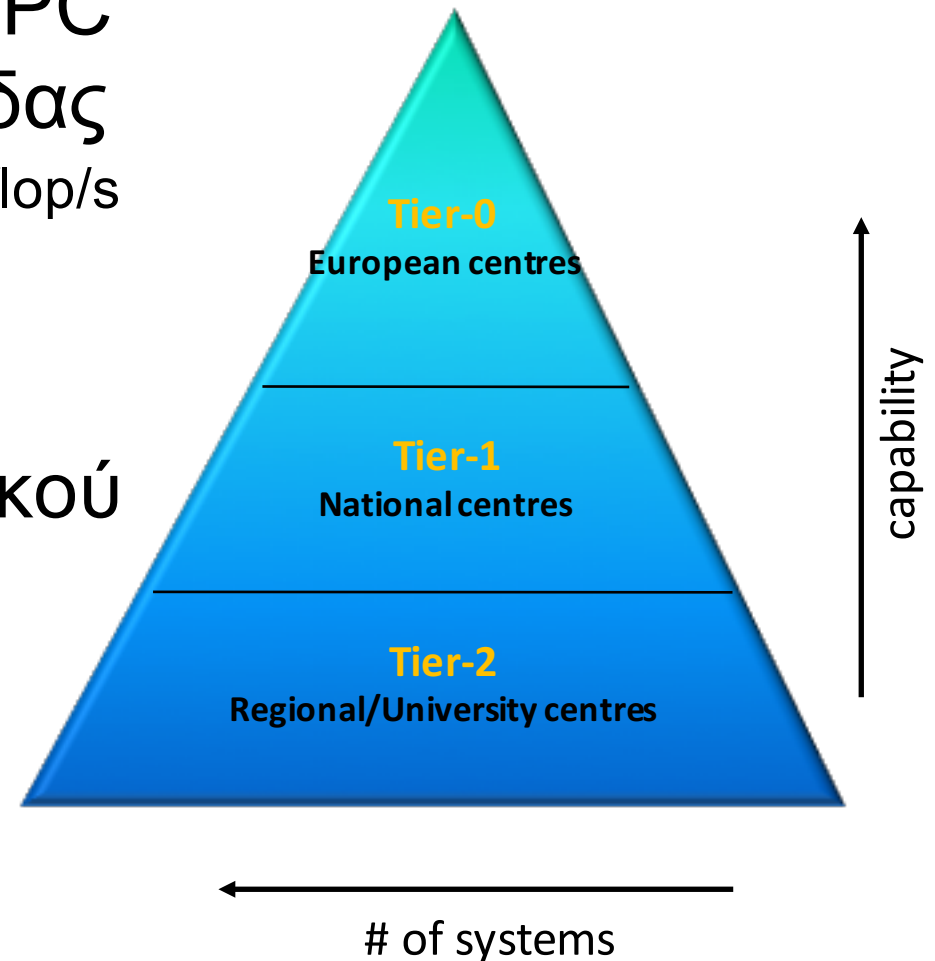 PC
δας
lop/s
κού
Tier-0
European centres
Tier-1
National centres
Tier-2
Regional/University centres
capability
# of systems